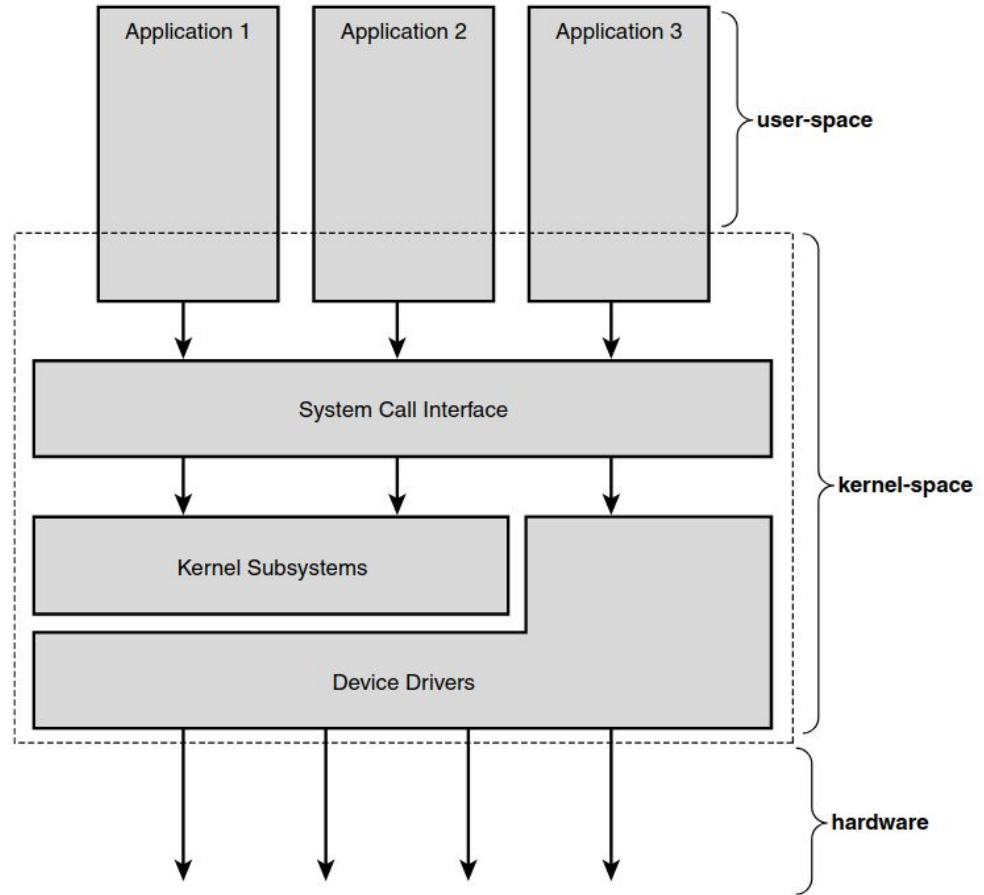 Application 1
Application 2
Application 3
user-space
System Call Interface
kernel-space
Kernel Subsystems
Device Drivers
hardware